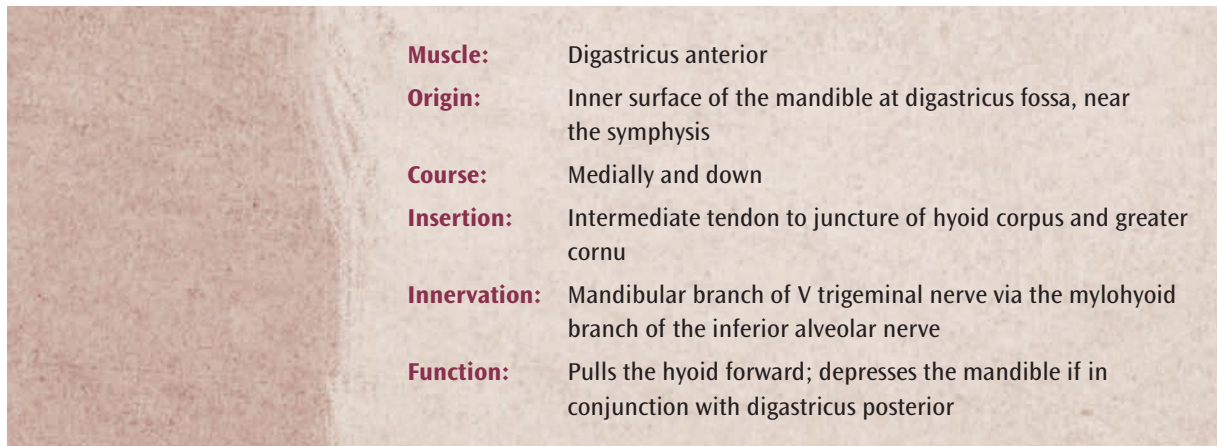 Muscle: Digastricus anterior
Origin: Inner surface of the mandible at digastricus fossa, near
the symphysis
Course: Medially and down
Insertion: Intermediate tendon to juncture of hyoid corpus and greater
cornu
Innervation: Mandibular branch of V trigeminal nerve via the mylohyoid
branch of the inferior alveolar nerve
Function: Pulls the hyoid forward; depresses the mandible if in
conjunction with digastricus posterior